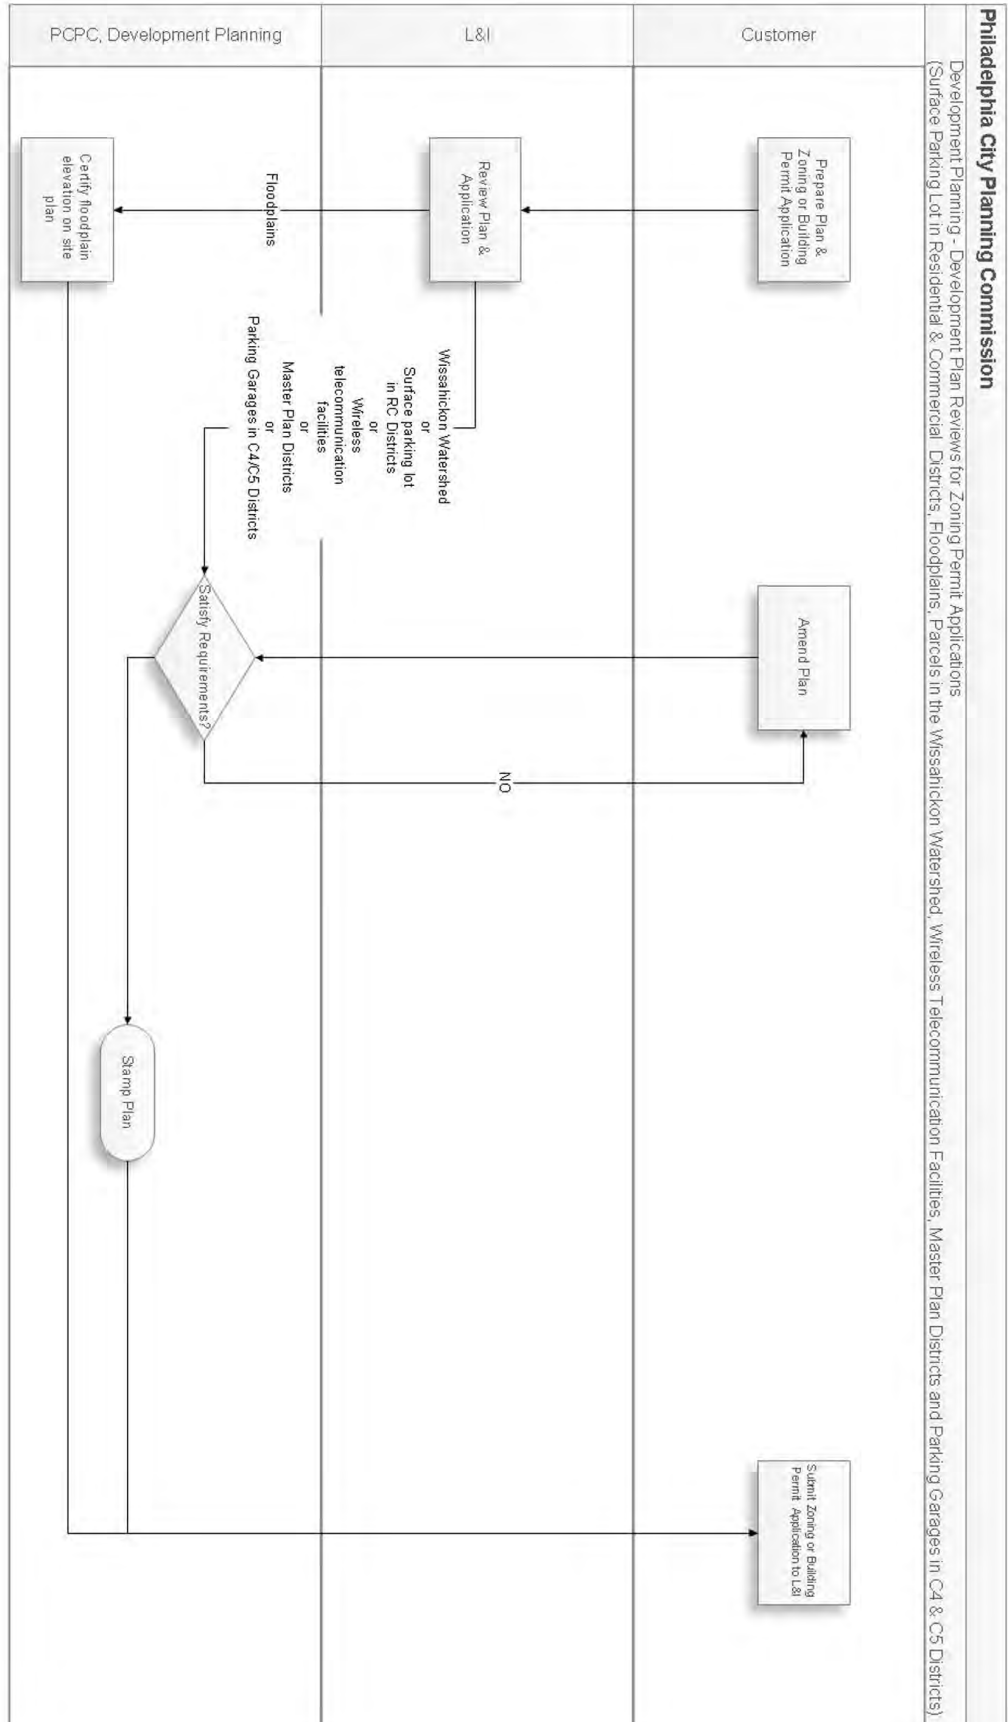 Philadelphia City Planning Commission
Development Planning - Development Plan Reviews for Zoning Permit Applications
(Surface Parking Lot in Residential & Commercial Districts, Floodplains, Parcels in the Wissahickon Watershed, Wireless Telecommunication Facilities, Master Plan Districts and Parking Garages in C4 & C5 Districts)
Customer
Prepare Plan &
Zoning or Building
Permit Application
Amend Plan
Submit Zoning or Building
Permit Application to L&I
L&I
Review Plan &
Application
NO
Wissahickon Watershed
or
Surface parking lot
in RC Districts
or
Wireless
telecommunication
facilities
or
Master Plan Districts
or
Parking Garages in C4/C5 Districts
Floodplains
PCPC, Development Planning
Certify floodplain
elevation on site
plan
Satisfy Requirements?
Stamp Plan